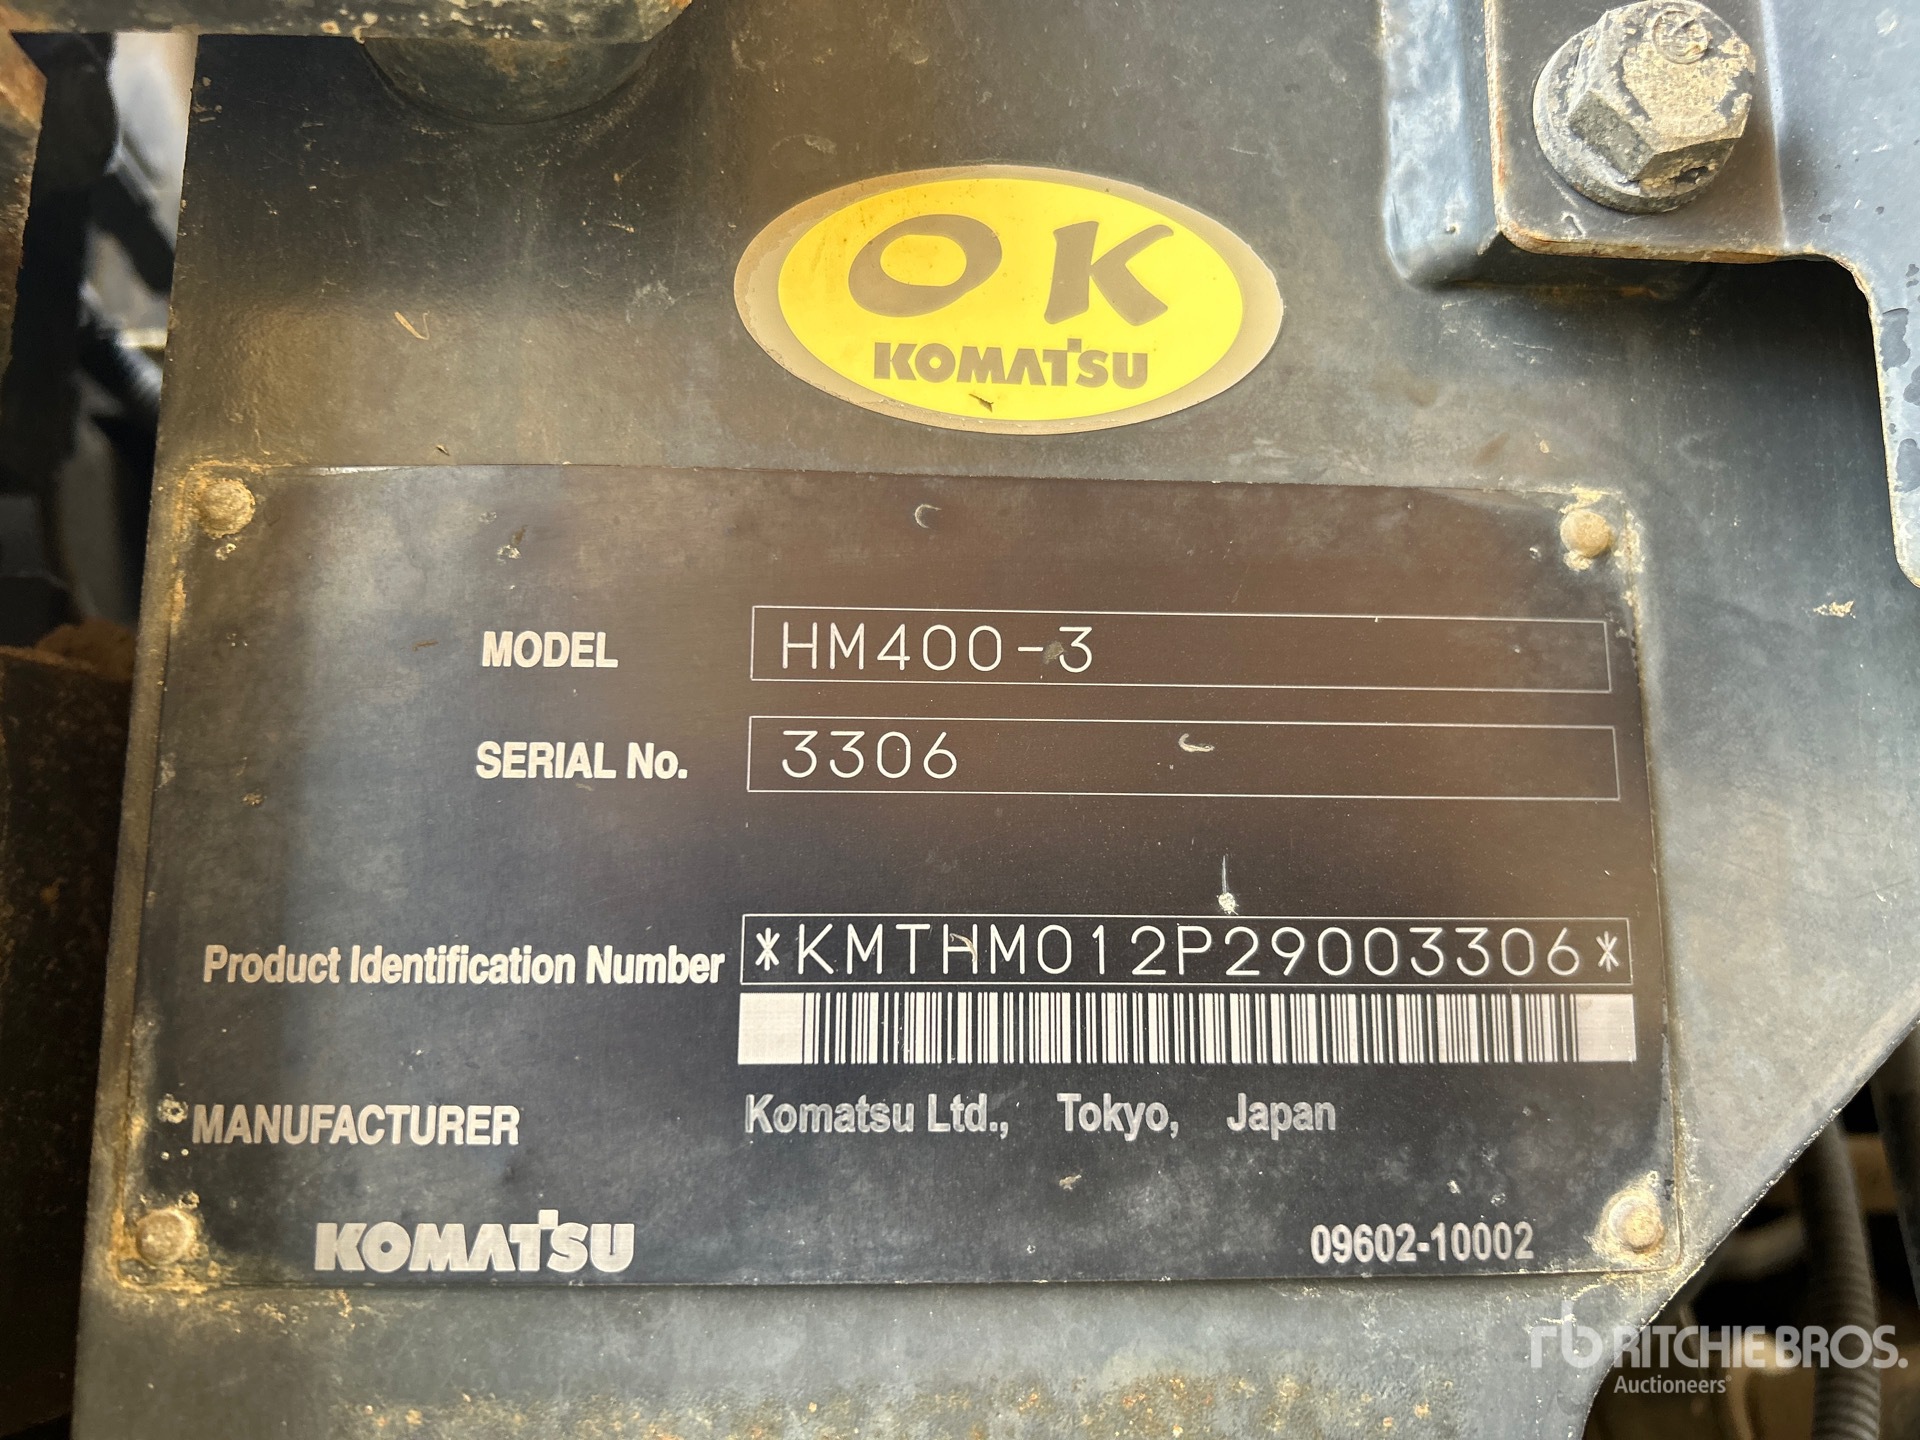 OK
KOMATSU
MODEL HM400-3
SERIAL No. 3306
Product Identification Number *KMTHM012P29003306*
MANUFACTURER Komatsu Ltd., Tokyo, Japan
KOMATSU 09602-10002
rb RITCHIE BROS.
Auctioneers